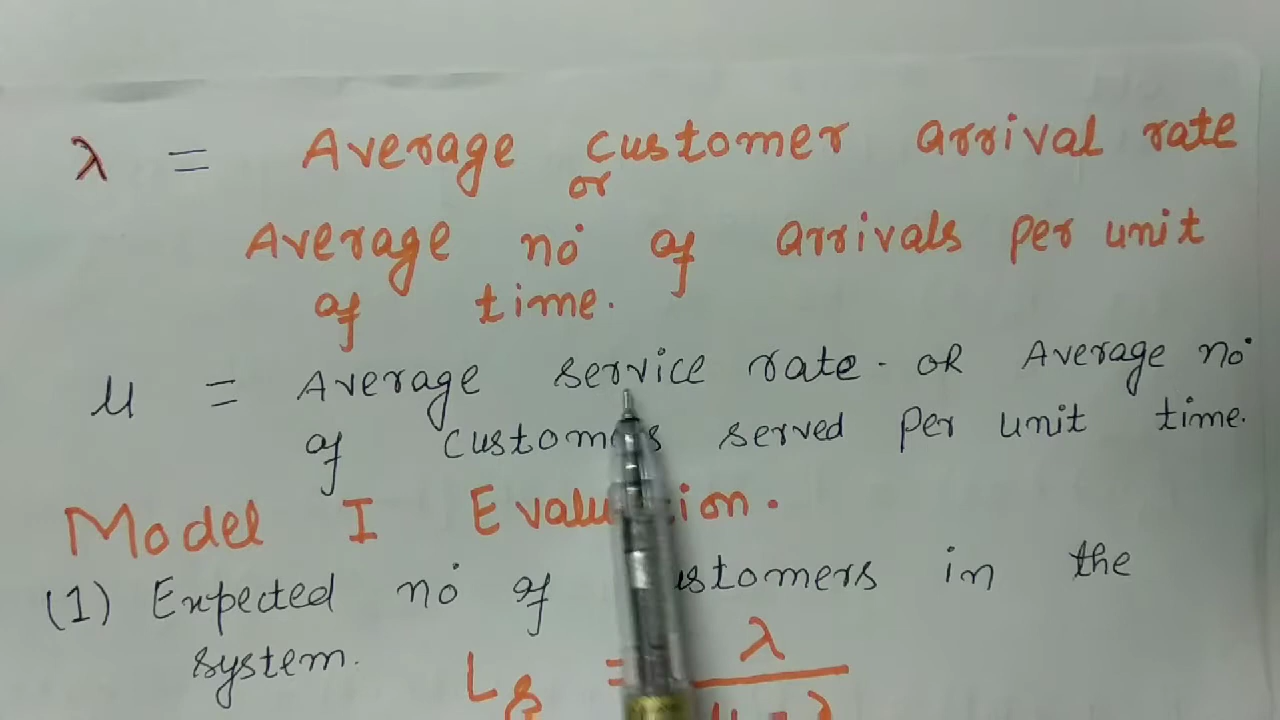 λ = Average customer arrival rate
or
Average no of arrivals per unit
of time.
μ = Average service rate. OR Average no
of customers served per unit time.
Model I Evaluation.
(1) Expected no of customers in the
system. Ls = λ
μ - λ